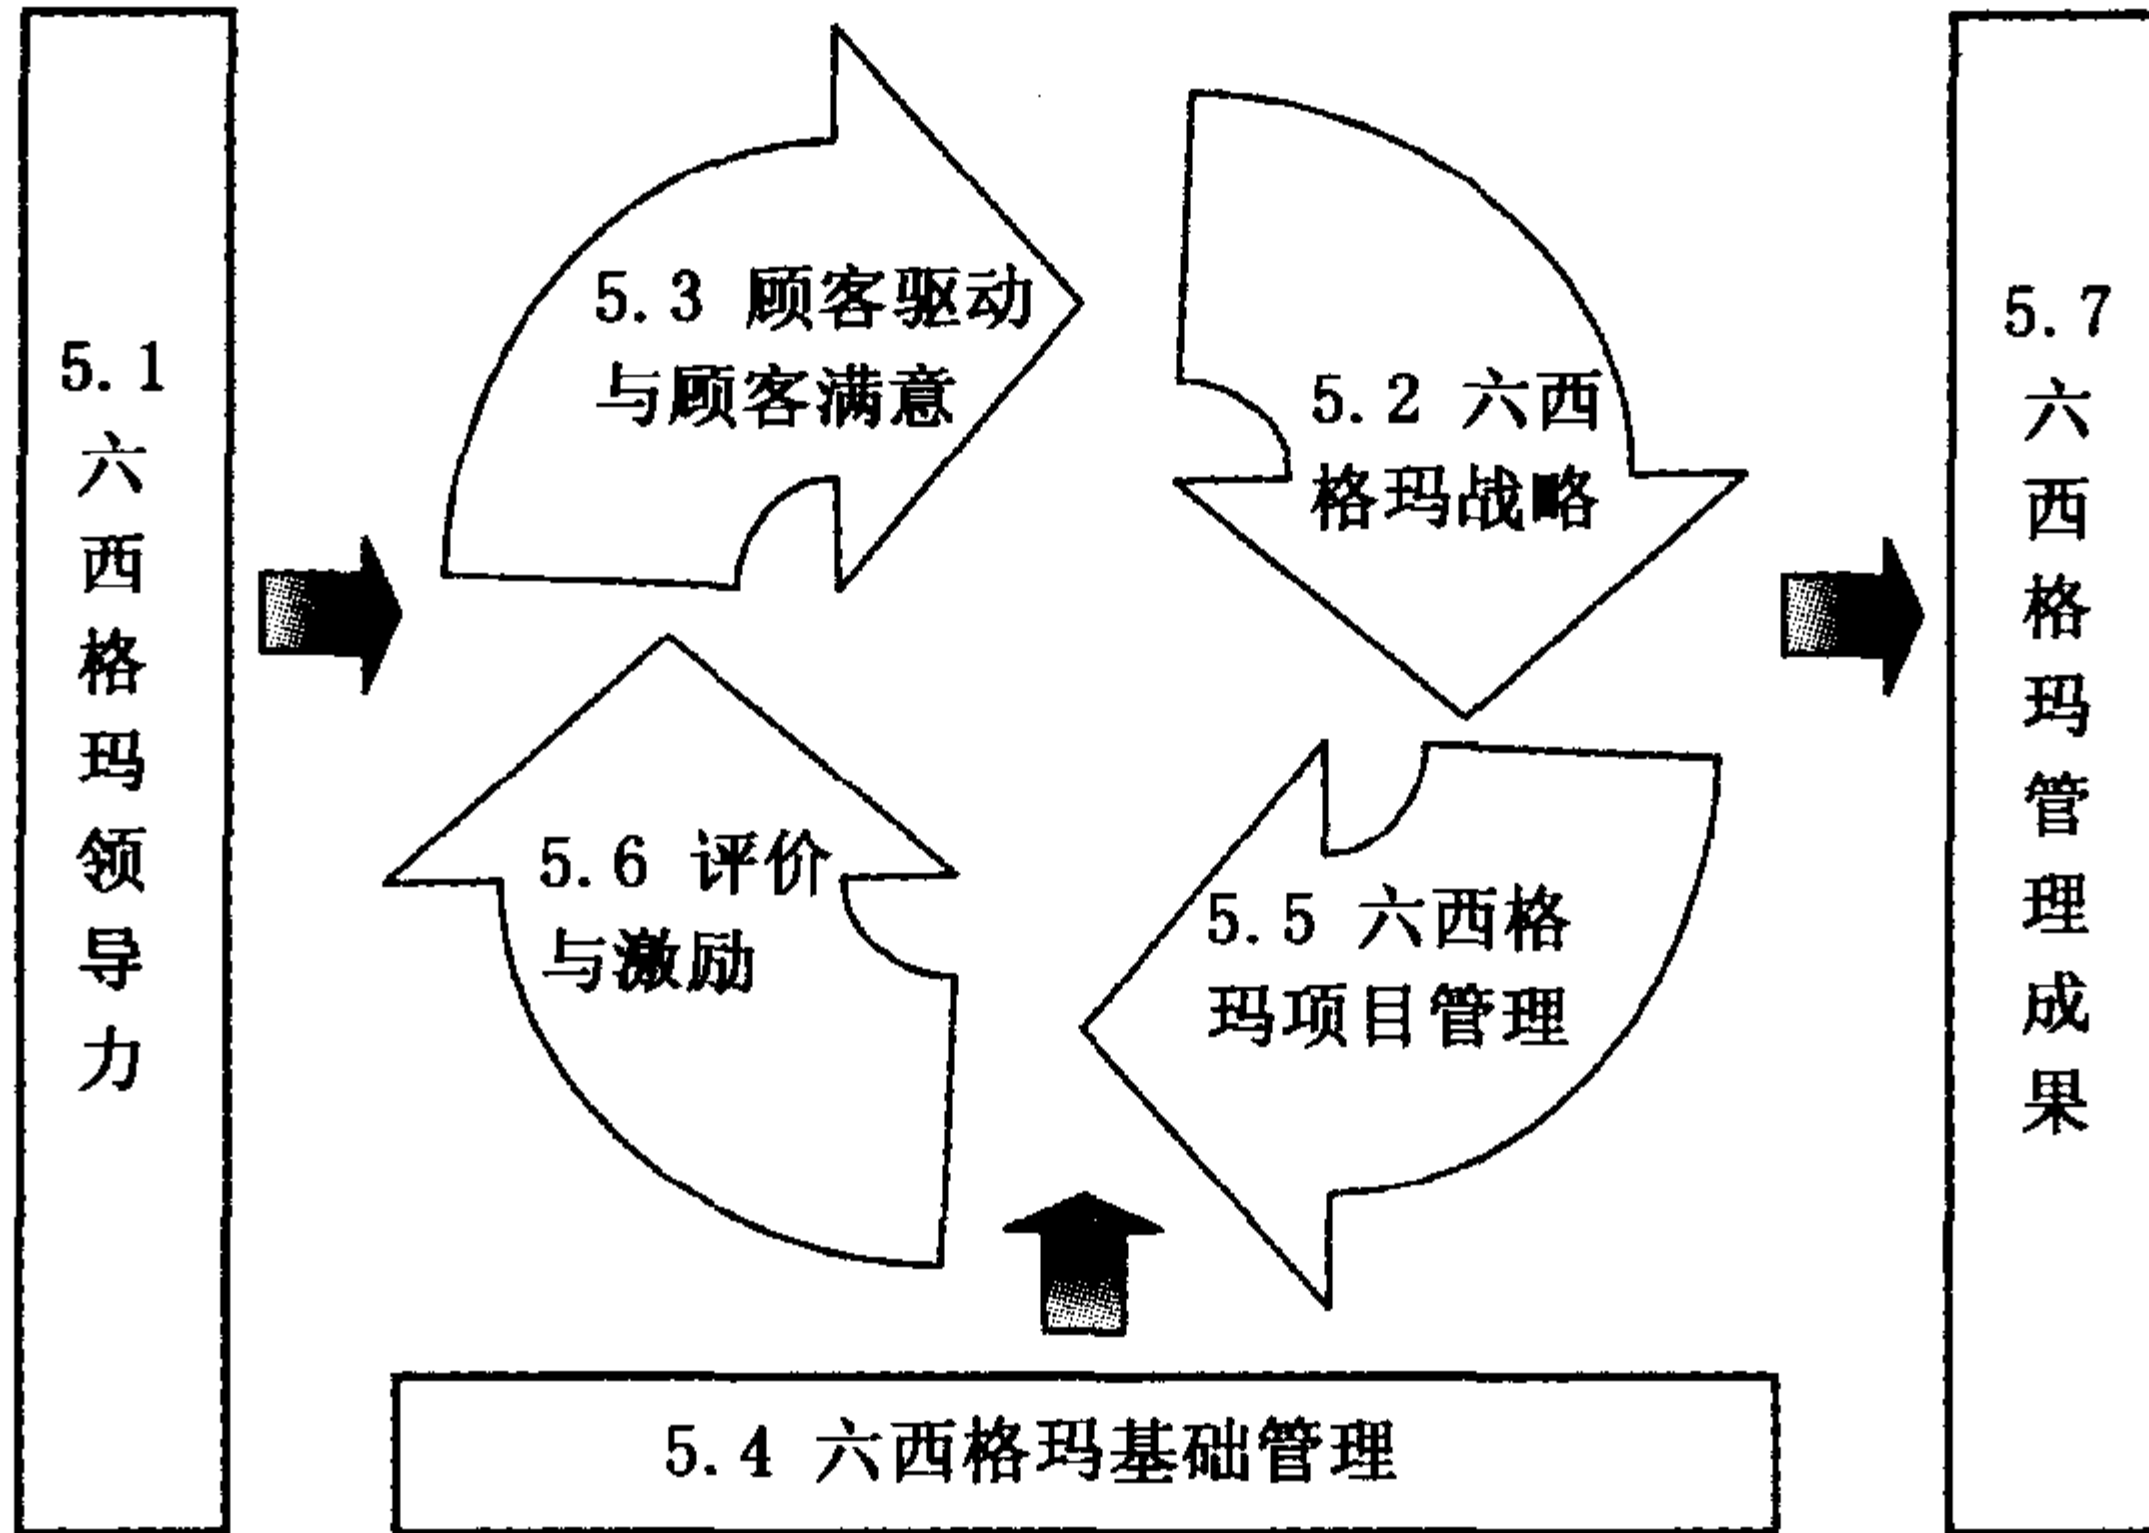 5.1
六
西
格
玛
领
导
力
5.3 顾客驱动
与顾客满意
5.2 六西
格玛战略
5.6 评价
与激励
5.5 六西格
玛项目管理
5.4 六西格玛基础管理
5.7
六
西
格
玛
管
理
成
果